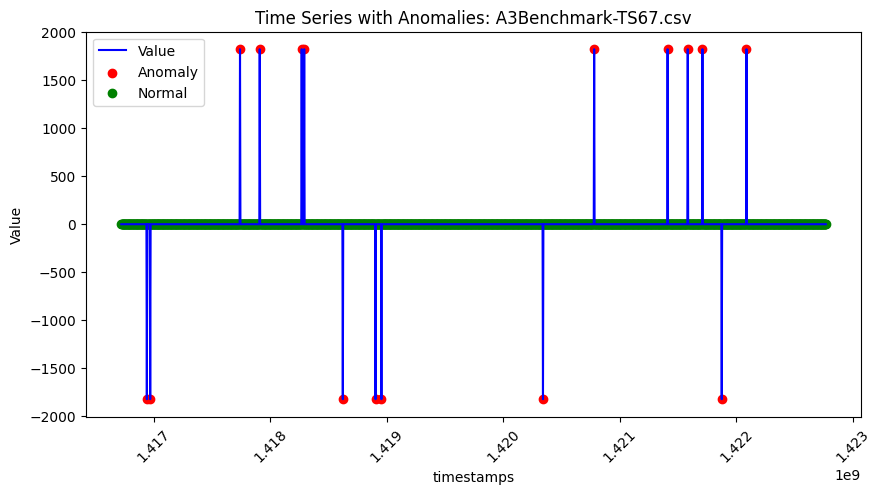 Time Series with Anomalies: A3Benchmark-TS67.csv
Value
Anomaly
Normal
2000
1500
1000
500
0
−500
−1000
−1500
−2000
Value
1.417
1.418
1.419
1.420
1.421
1.422
1.423
1e9
timestamps